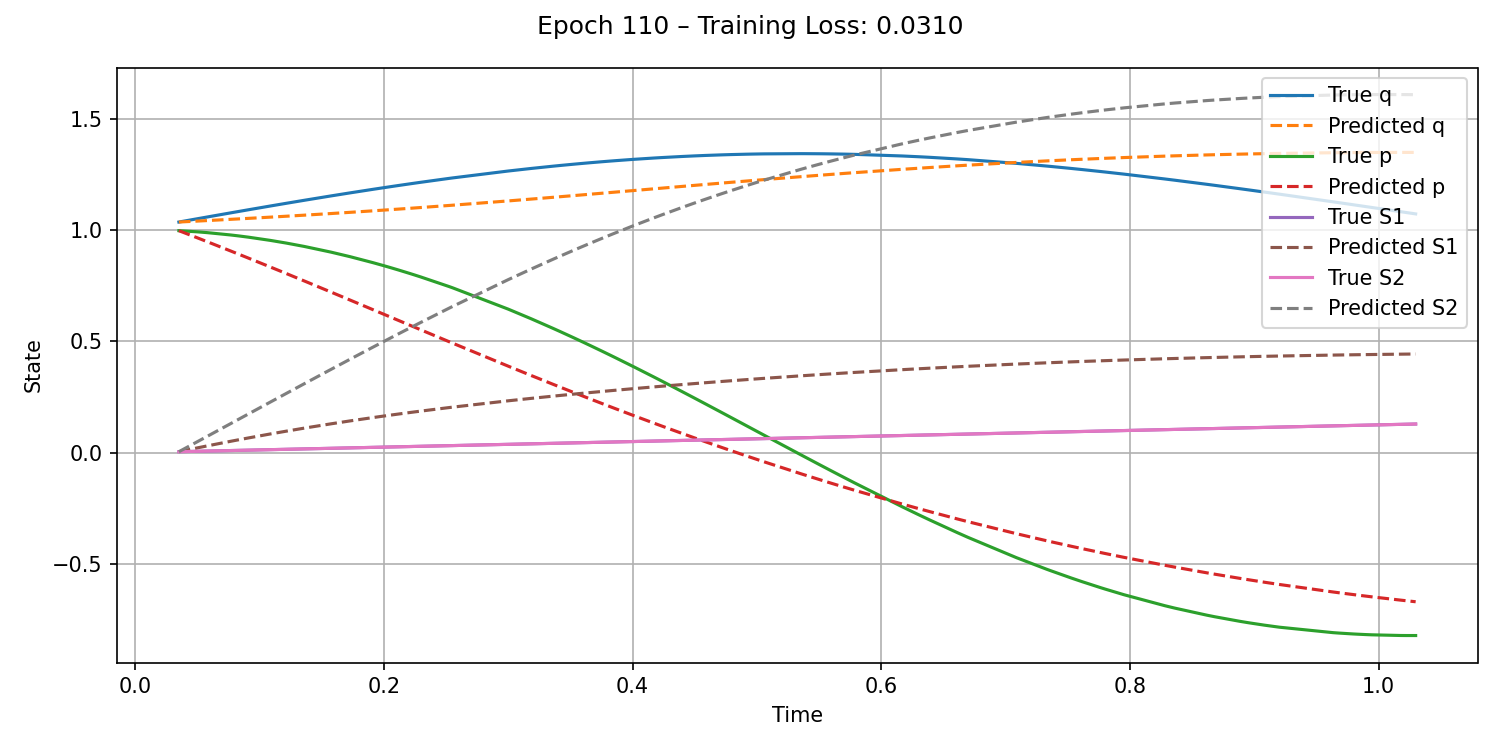 Epoch 110 – Training Loss: 0.0310
1.5
1.0
0.5
0.0
−0.5
State
0.0
0.2
0.4
0.6
0.8
1.0
Time
True q
Predicted q
True p
Predicted p
True S1
Predicted S1
True S2
Predicted S2